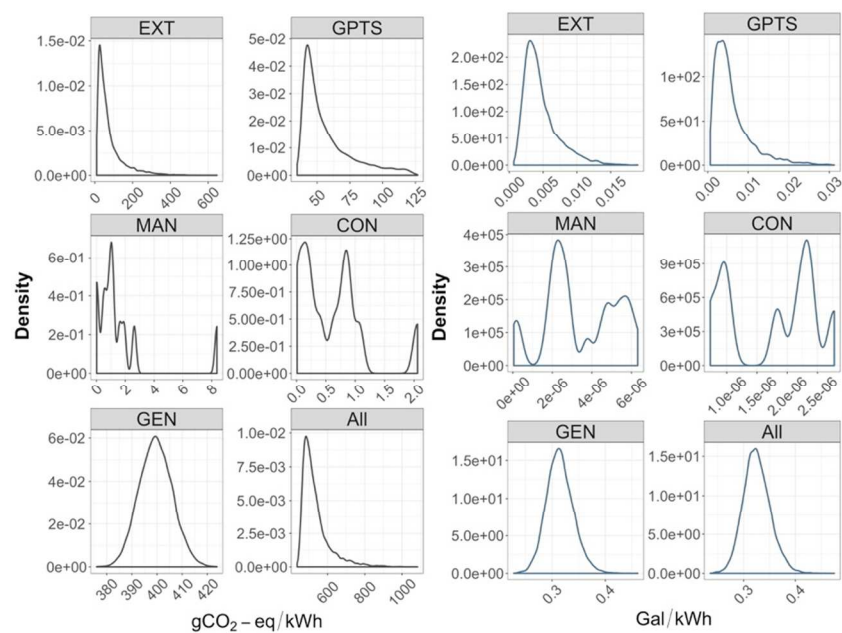 EXT GPTS EXT GPTS
1.5e-02
1.0e-02
5.0e-03
0.0e+00
0 200 400 600
5e-02
4e-02
3e-02
2e-02
1e-02
0e+00
50 75 100 125
2.0e+02
1.5e+02
1.0e+02
5.0e+01
0.0e+00
0.000 0.005 0.010 0.015
1e+02
5e+01
0e+00
0.00 0.01 0.02 0.03
MAN CON MAN CON
Density
6e-01
4e-01
2e-01
0e+00
0 2 4 6 8
1.25e+00
1.00e+00
7.50e-01
5.00e-01
2.50e-01
0.00e+00
0.0 0.5 1.0 1.5 2.0
Density
4e+05
3e+05
2e+05
1e+05
0e+00
0e+00 2e-06 4e-06 6e-06
9e+05
6e+05
3e+05
0e+00
1.0e-06 1.5e-06 2.0e-06 2.5e-06
GEN All GEN All
6e-02
4e-02
2e-02
0e+00
380 390 400 410 420
1.0e-02
7.5e-03
5.0e-03
2.5e-03
0.0e+00
600 800 1000
1.5e+01
1.0e+01
5.0e+00
0.0e+00
0.3 0.4
1.5e+01
1.0e+01
5.0e+00
0.0e+00
0.3 0.4
gCO₂ – eq/kWh
Gal/kWh